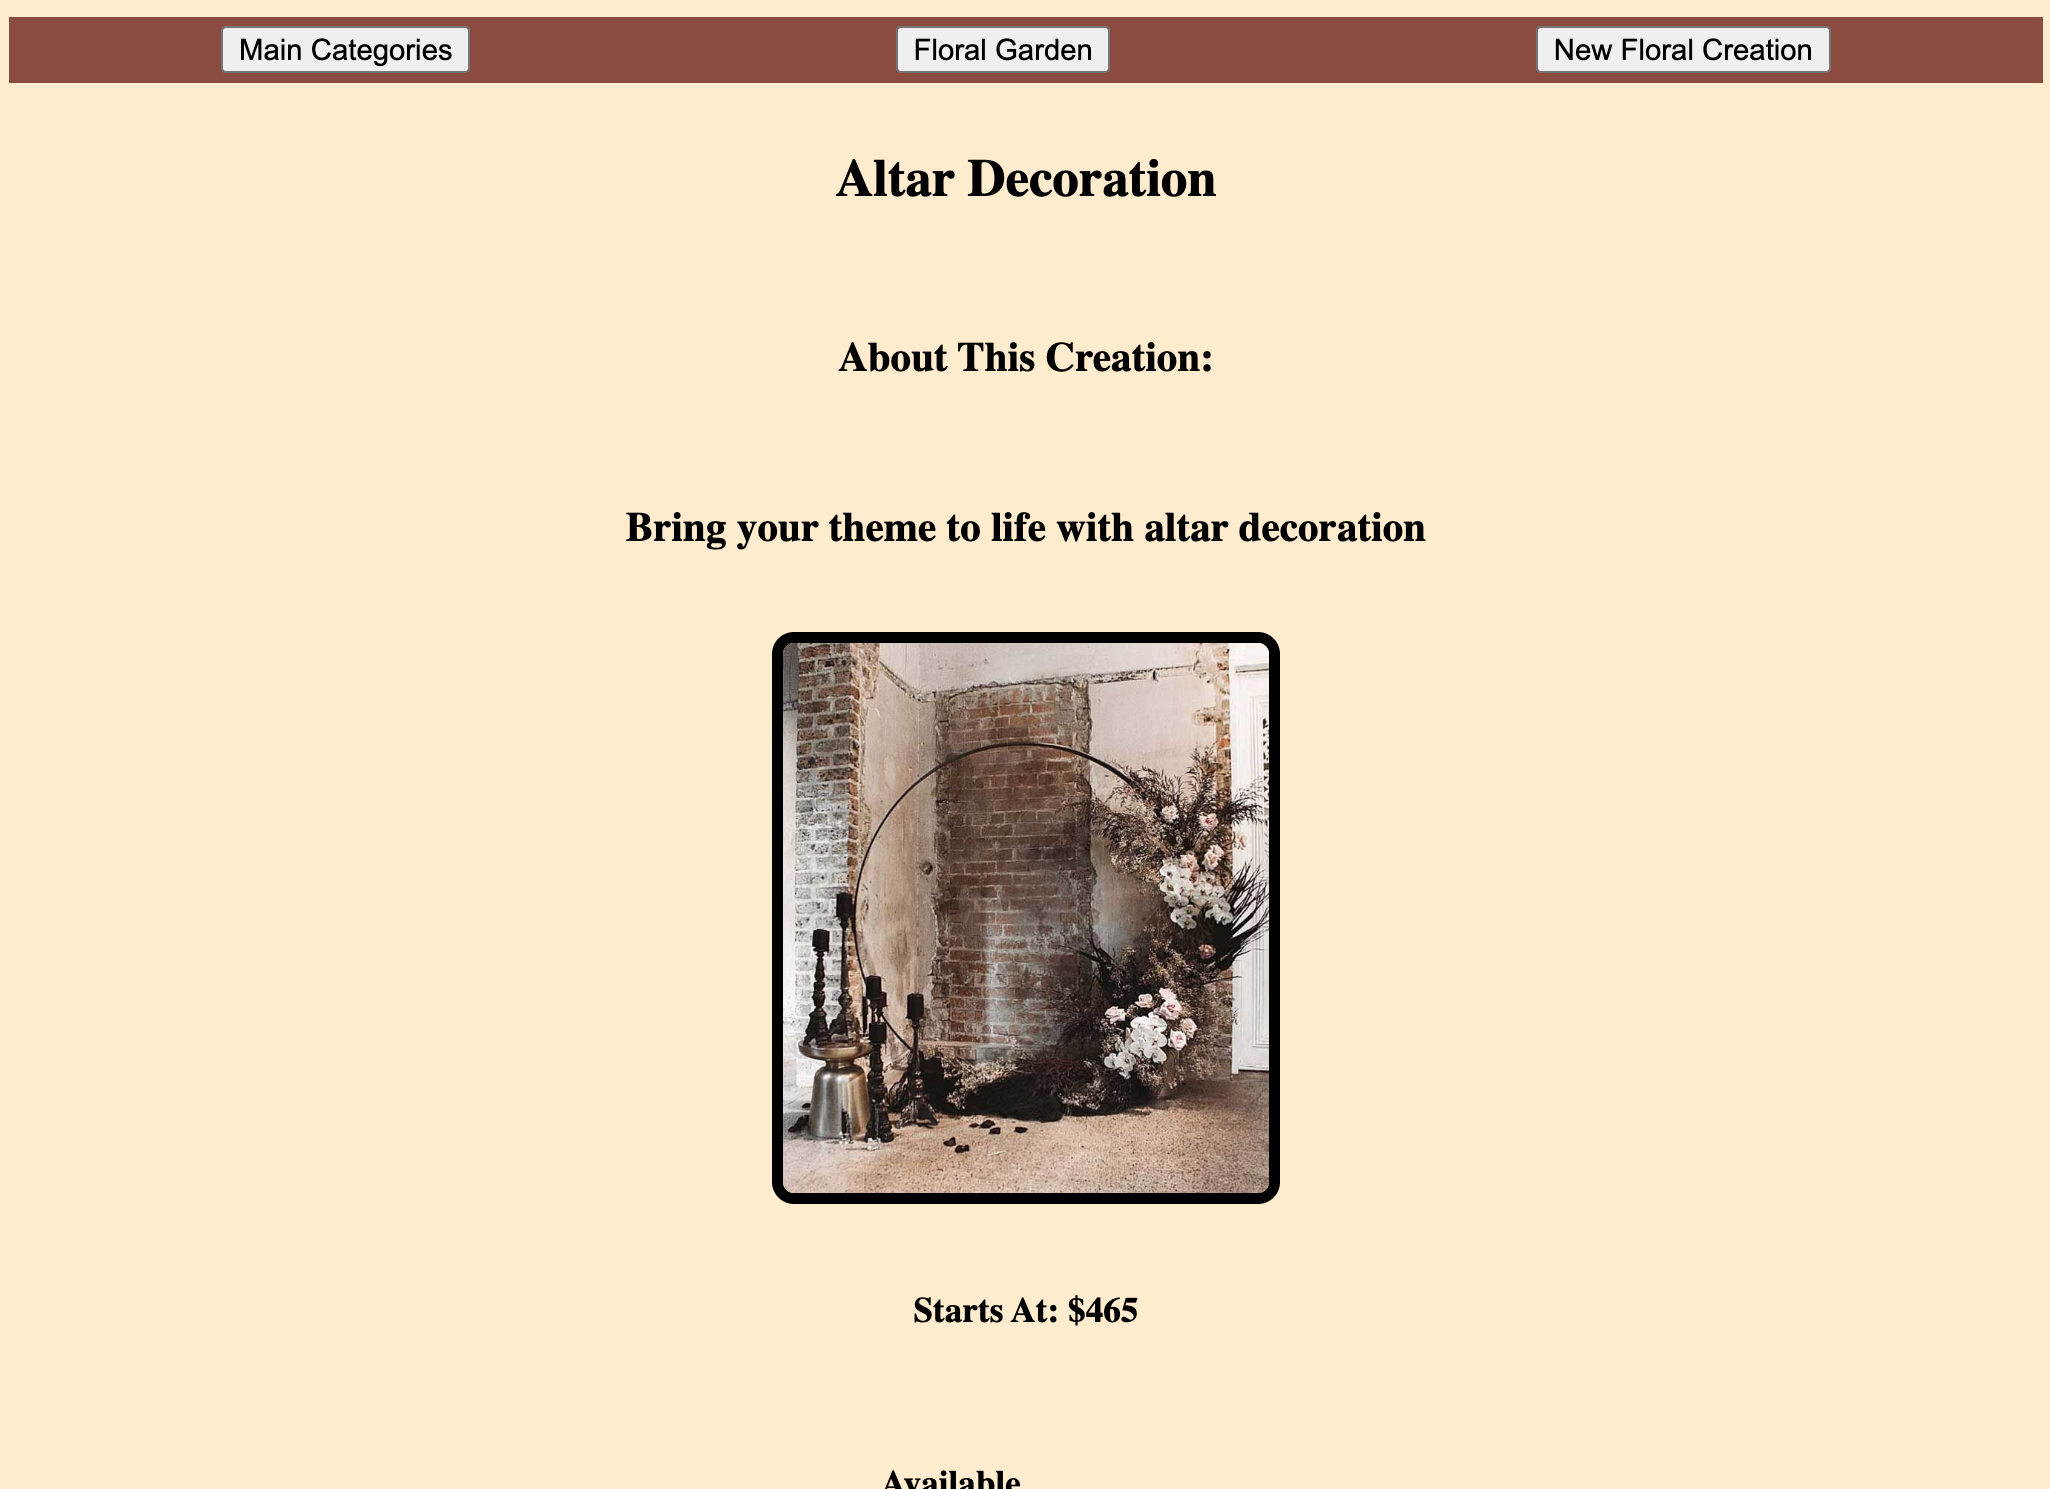 Main Categories
Floral Garden
New Floral Creation
Altar Decoration
About This Creation:
Bring your theme to life with altar decoration
Starts At: $465
Available